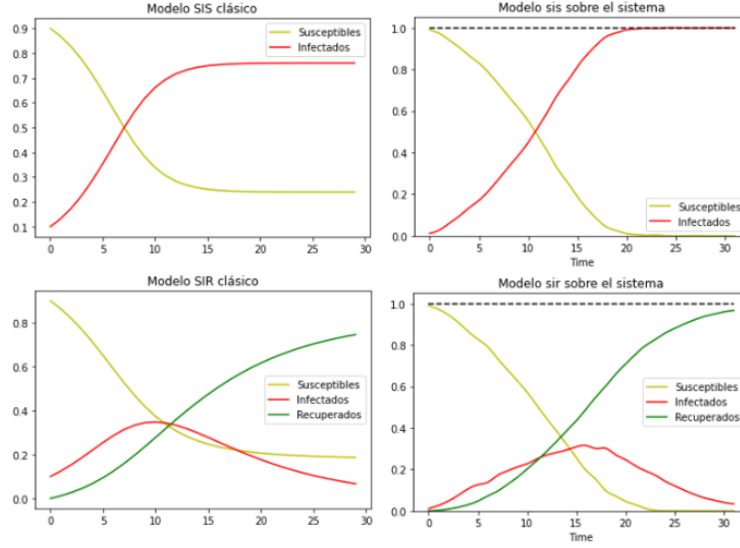 Modelo SIS clásico
0.9
0.8
0.7
0.6
0.5
0.4
0.3
0.2
0.1
Susceptibles
Infectados
0 5 10 15 20 25 30
Modelo sis sobre el sistema
1.0
0.8
0.6
0.4
0.2
0.0
Susceptibles
Infectados
0 5 10 15 20 25 30
Time
Modelo SIR clásico
0.8
0.6
0.4
0.2
0.0
Susceptibles
Infectados
Recuperados
0 5 10 15 20 25 30
Modelo sir sobre el sistema
1.0
0.8
0.6
0.4
0.2
0.0
Susceptibles
Infectados
Recuperados
0 5 10 15 20 25 30
Time